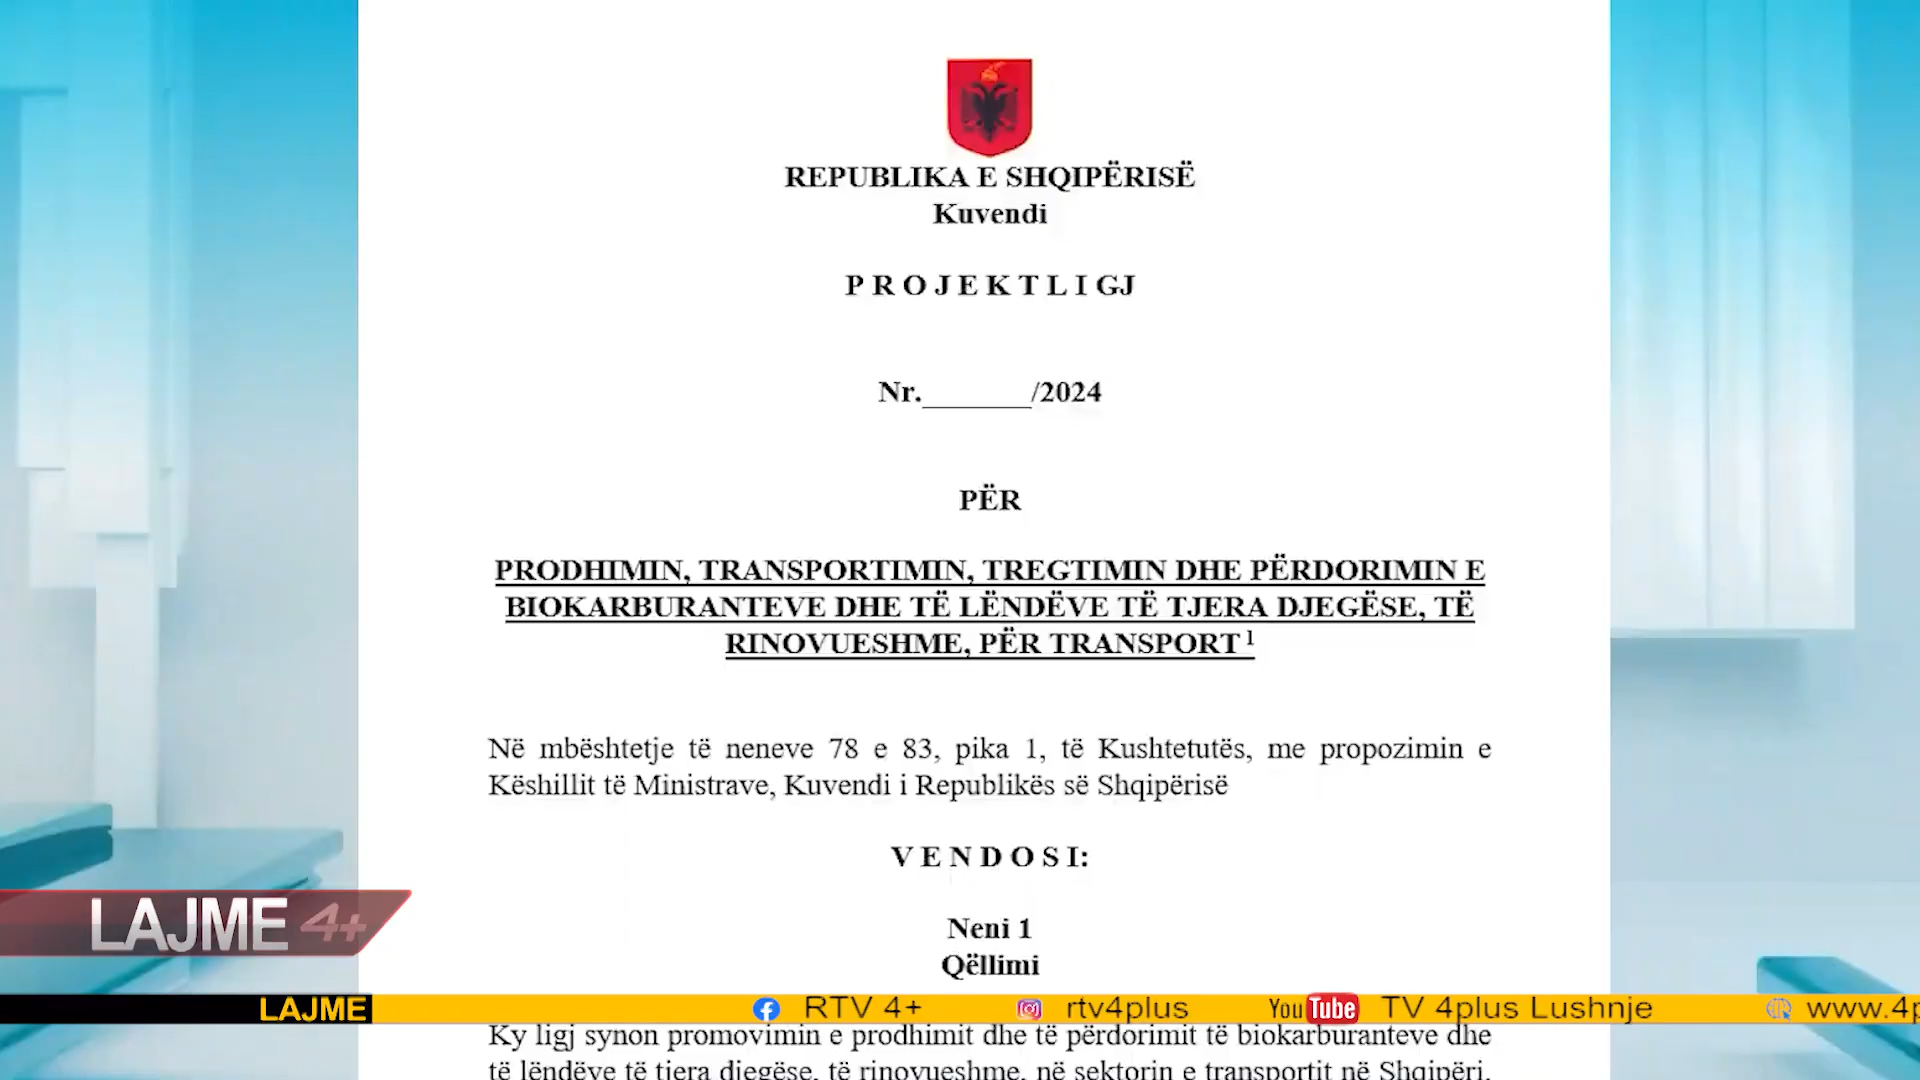 REPUBLIKA E SHQIPËRISË
Kuvendi
P R O J E K T L I GJ
Nr._______/2024
PËR
PRODHIMIN, TRANSPORTIMIN, TREGTIMIN DHE PËRDORIMIN E
BIOKARBURANTEVE DHE TË LËNDËVE TË TJERA DJEGËSE, TË
RINOVUESHME, PËR TRANSPORT 1
Në mbështetje të neneve 78 e 83, pika 1, të Kushtetutës, me propozimin e
Këshillit të Ministrave, Kuvendi i Republikës së Shqipërisë
V E N D O S I:
Neni 1
Qëllimi
LAJME 4+
LAJME RTV 4+ rtv4plus YouTube TV 4plus Lushnje www.4p
Ky ligj synon promovimin e prodhimit dhe të përdorimit të biokarburanteve dhe
të lëndëve të tjera djegëse, të rinovueshme, në sektorin e transportit në Shqipëri,